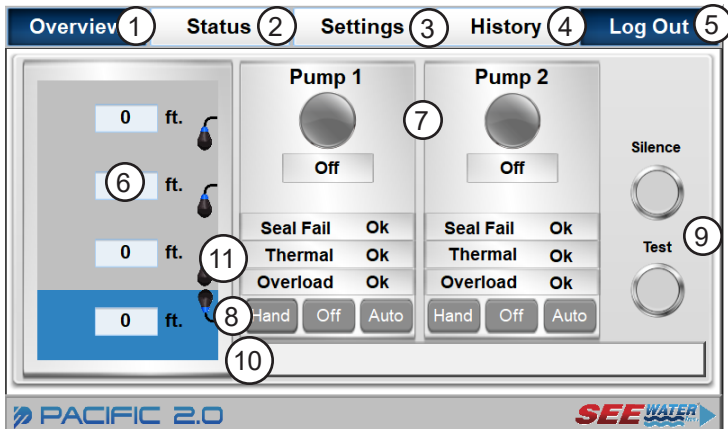 Overview 1 Status 2 Settings 3 History 4 Log Out 5
Pump 1 Pump 2
0 ft.
7
Off Off
Silence
6 ft.
Seal Fail Ok Seal Fail Ok
9
0 ft. 11 Thermal Ok Thermal Ok Test
Overload Ok Overload Ok
0 ft. 8 Hand Off Auto Hand Off Auto
10
PACIFIC 2.0 SEE WATER Inc.